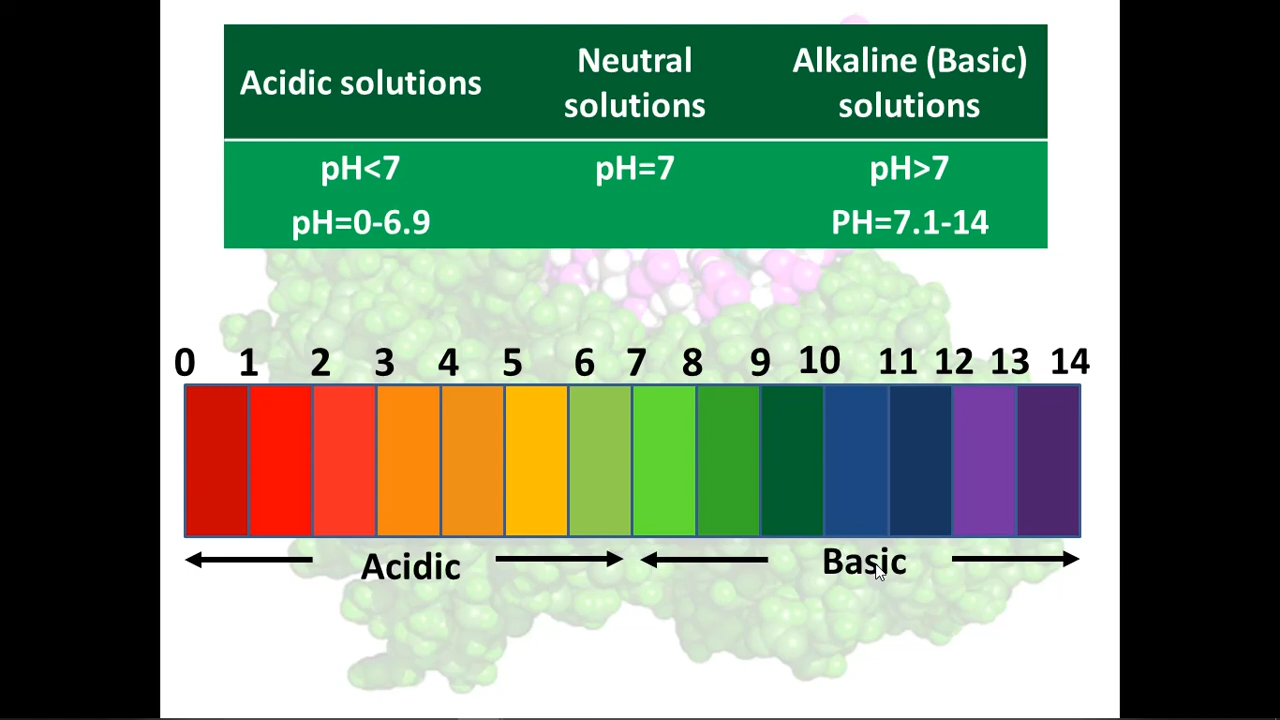 Acidic solutions
Neutral
solutions
Alkaline (Basic)
solutions
pH<7
pH=7
pH>7
pH=0-6.9
PH=7.1-14
0 1 2 3 4 5 6 7 8 9 10 11 12 13 14
Acidic
Basic